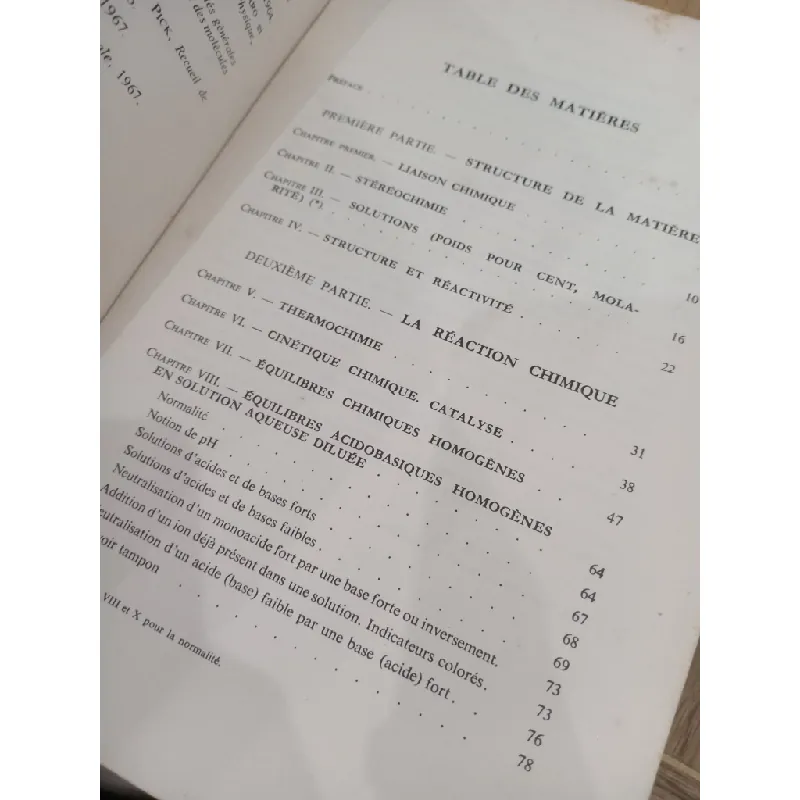 PICK, Recueil de
1967.
TABLE DES MATIÈRES
PRÉFACE
PREMIÈRE PARTIE. — STRUCTURE DE LA MATIÈRE
CHAPITRE PREMIER. — LIAISON CHIMIQUE
CHAPITRE II. — STÉRÉOCHIMIE 10
CHAPITRE III. — SOLUTIONS (POIDS POUR CENT, MOLA-
RITÉ) (*). 16
CHAPITRE IV. — STRUCTURE ET RÉACTIVITÉ 22
DEUXIÈME PARTIE. — LA RÉACTION CHIMIQUE
CHAPITRE V. — THERMOCHIMIE 31
CHAPITRE VI. — CINÉTIQUE CHIMIQUE. CATALYSE 38
CHAPITRE VII. — ÉQUILIBRES CHIMIQUES HOMOGÈNES 47
CHAPITRE VIII. — ÉQUILIBRES ACIDOBASIQUES HOMOGÈNES
EN SOLUTION AQUEUSE DILUÉE 64
Normalité 64
Notion de pH 67
Solutions d'acides et de bases forts 68
Solutions d'acides et de bases faibles 69
Neutralisation d'un monoacide fort par une base forte ou inversement. 73
Addition d'un ion déjà présent dans une solution. Indicateurs colorés. 73
eutralisation d'un acide (base) faible par une base (acide) fort. 76
oir tampon 78
VIII et X pour la normalité.